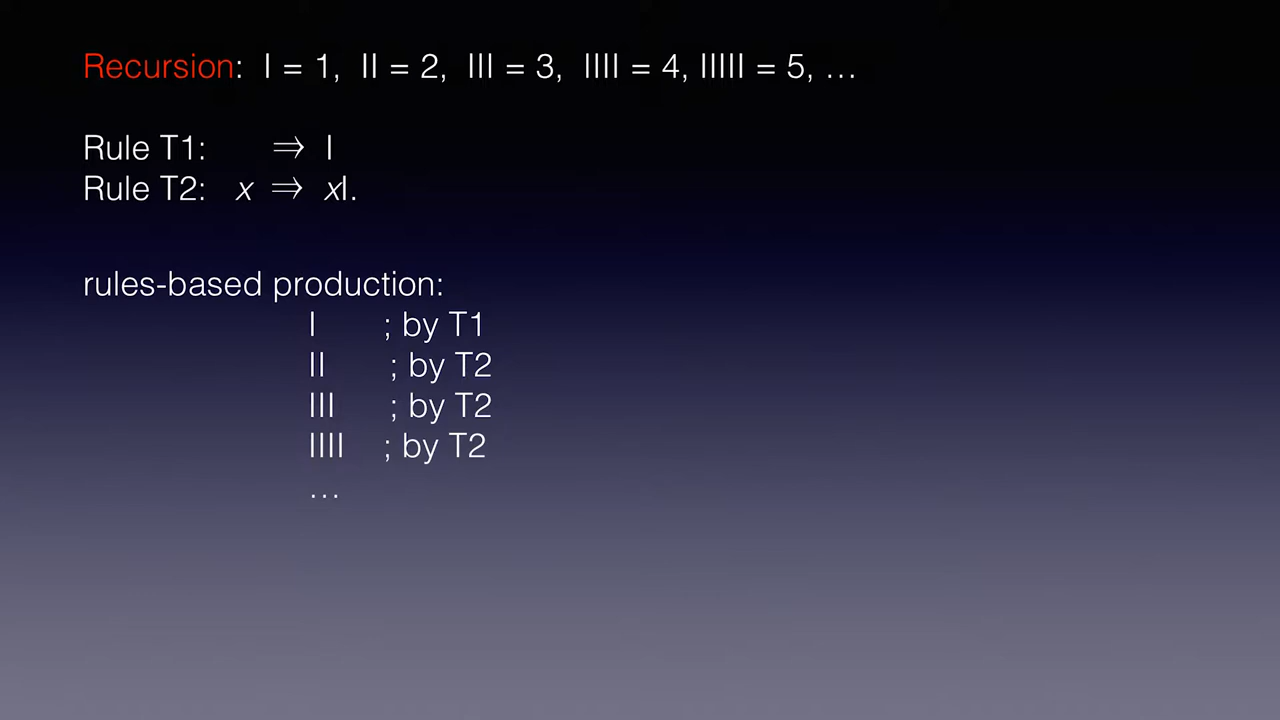 Recursion: I = 1, II = 2, III = 3, IIII = 4, IIIII = 5, …
Rule T1: ⇒ I
Rule T2: x ⇒ xI.
rules-based production:
I ; by T1
II ; by T2
III ; by T2
IIII ; by T2
…